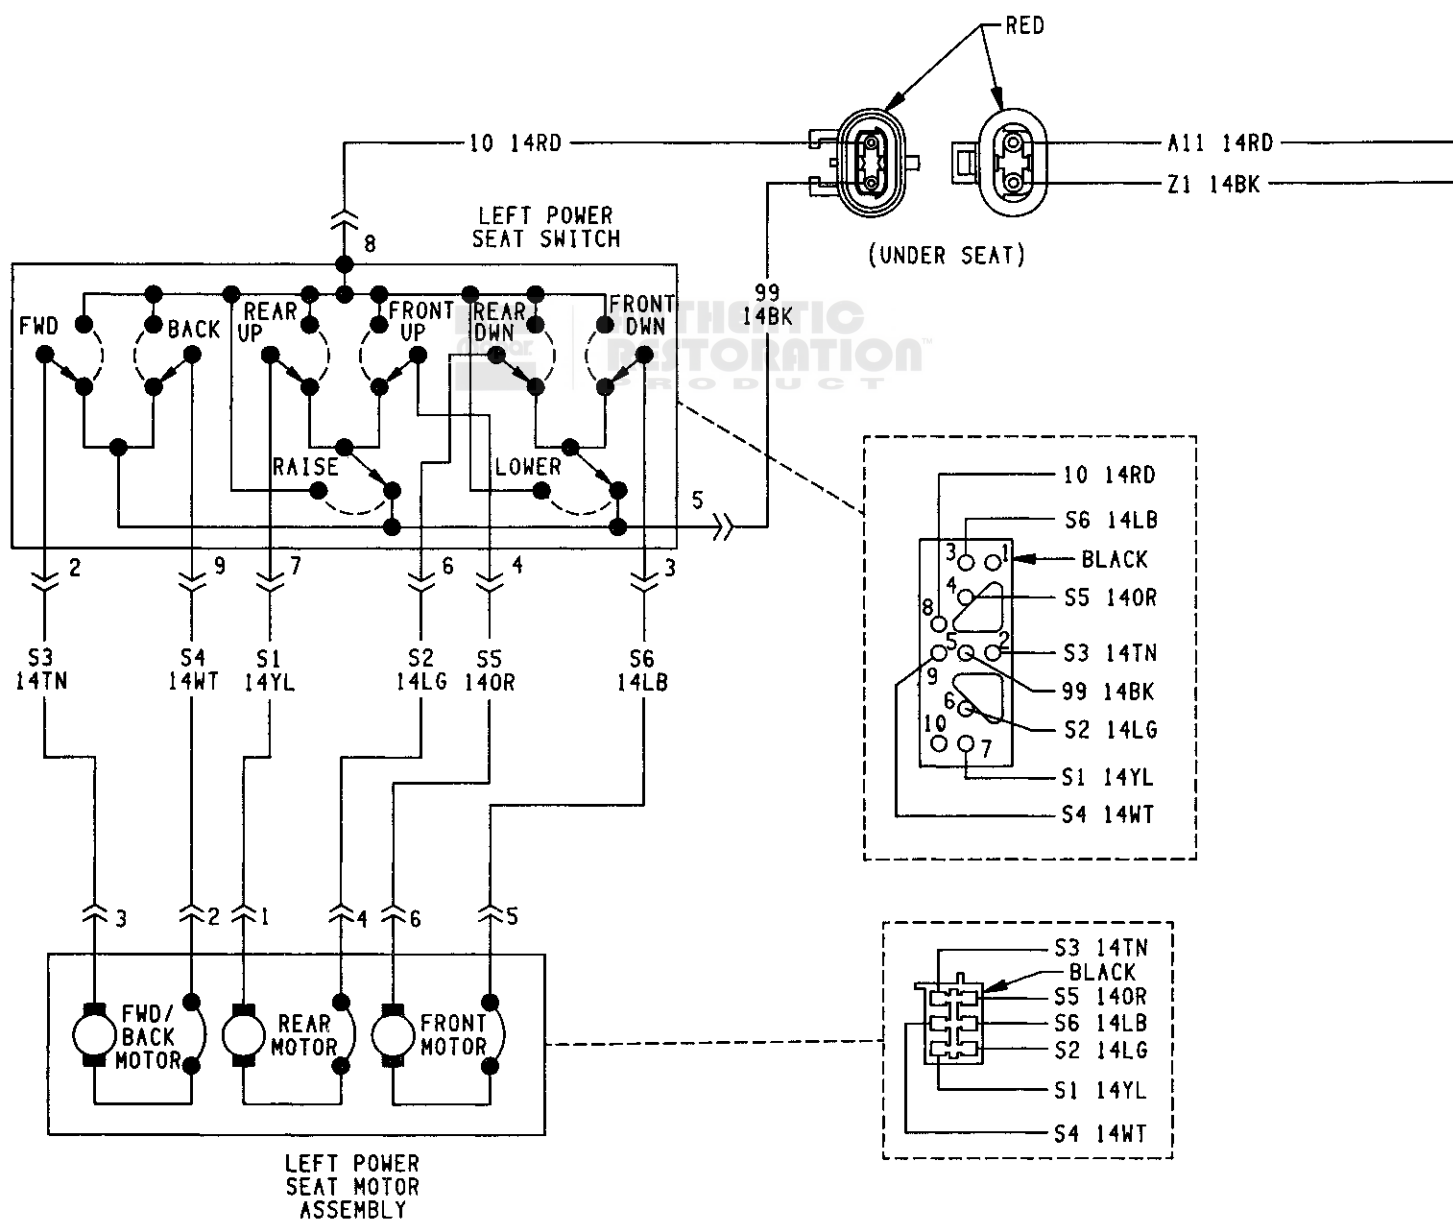 RED
10 14RD
A11 14RD
Z1 14BK
LEFT POWER
SEAT SWITCH
8
(UNDER SEAT)
99
14BK
FWD
BACK
REAR
UP
FRONT
UP
REAR
DWN
FRONT
DWN
RESTORATION™
PRODUCT
RAISE
LOWER
5
2
9
7
6
4
3
S3
14TN
S4
14WT
S1
14YL
S2
14LG
S5
14OR
S6
14LB
10 14RD
S6 14LB
3
1
BLACK
4
S5 14OR
8
5
2
S3 14TN
9
99 14BK
6
S2 14LG
10
7
S1 14YL
S4 14WT
3
2
1
4
6
5
FWD/
BACK
MOTOR
REAR
MOTOR
FRONT
MOTOR
S3 14TN
BLACK
S5 14OR
S6 14LB
S2 14LG
S1 14YL
S4 14WT
LEFT POWER
SEAT MOTOR
ASSEMBLY